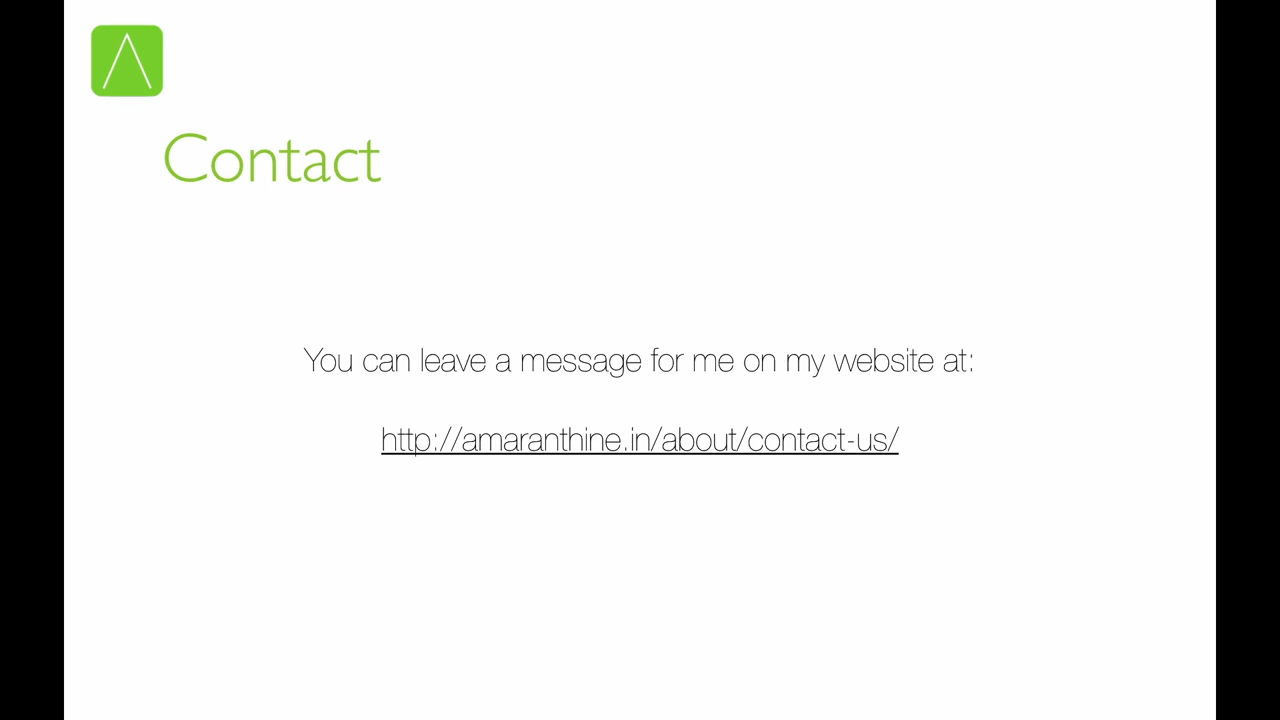 Contact
You can leave a message for me on my website at:
http://amaranthine.in/about/contact-us/